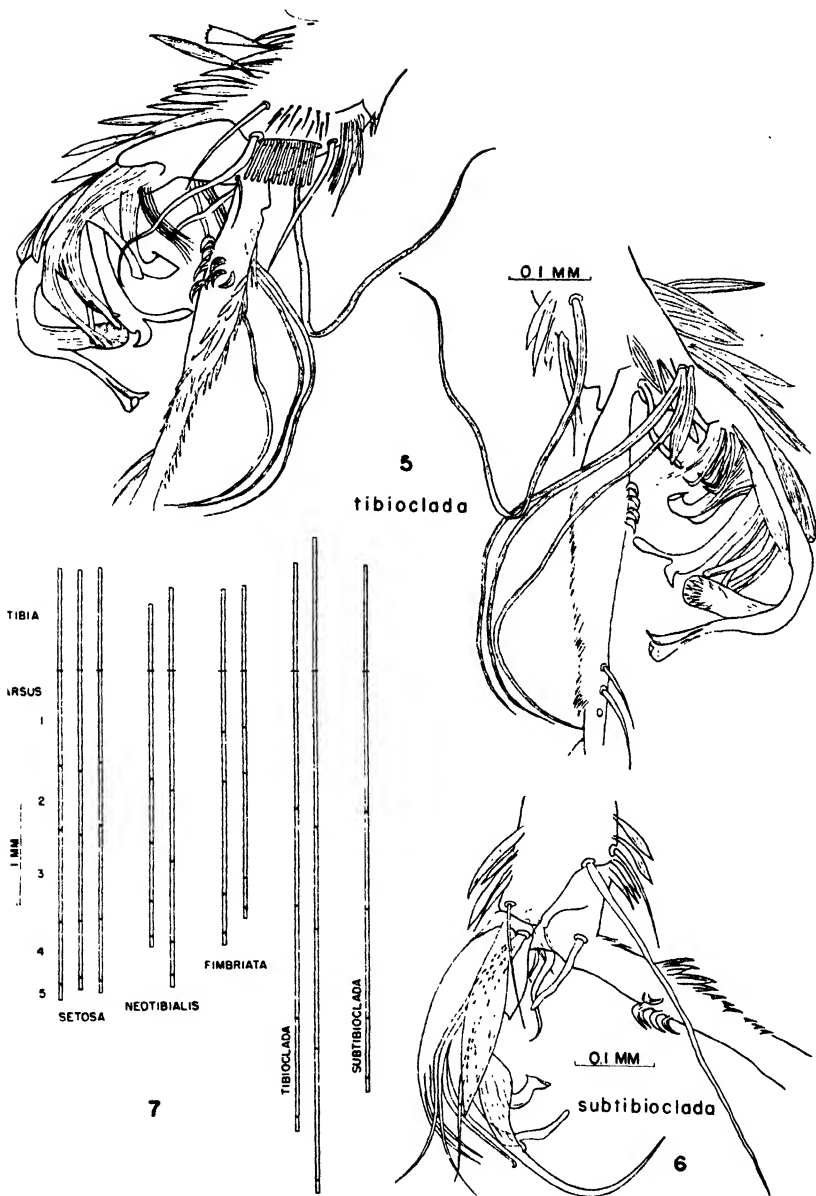 0.1 MM
5
tibioclada
TIBIA
ARSUS
1
2
3
4
5
1 MM
SETOSA
NEOTIBIALIS
FIMBRIATA
TIBIOCLADA
SUBTIBIOCLADA
7
0.1 MM
subtibioclada
6